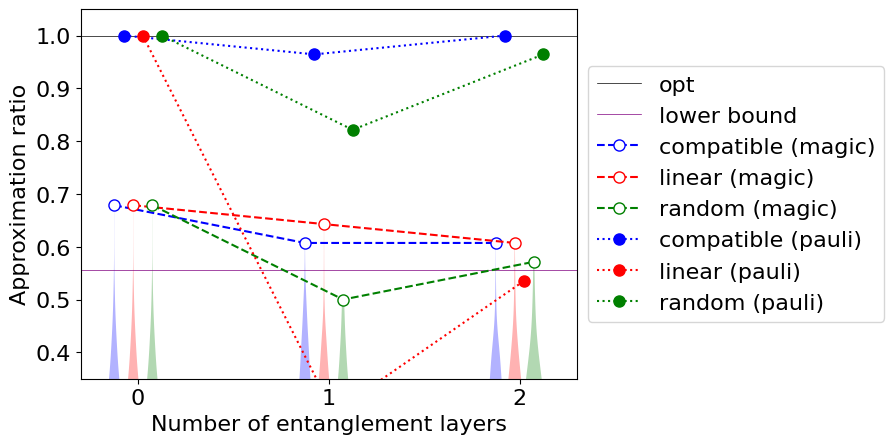 1.0
0.9
0.8
0.7
0.6
0.5
0.4
Approximation ratio
0 1 2
Number of entanglement layers
opt
lower bound
compatible (magic)
linear (magic)
random (magic)
compatible (pauli)
linear (pauli)
random (pauli)